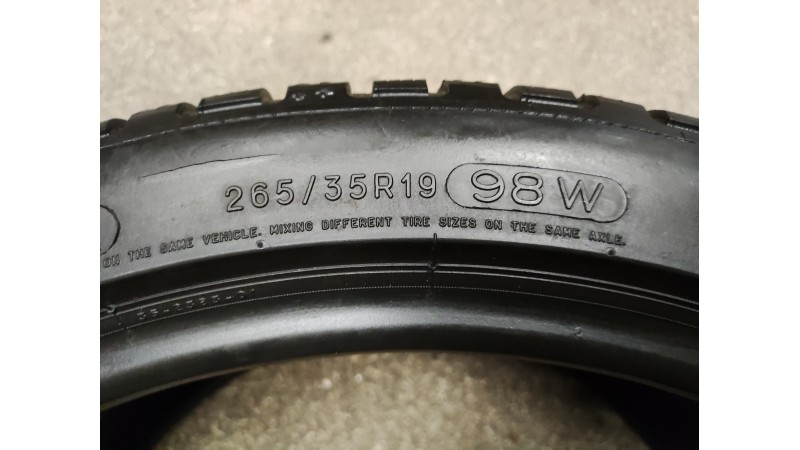 265/35R19 98W
ON THE SAME VEHICLE. MIXING DIFFERENT TIRE SIZES ON THE SAME AXLE.